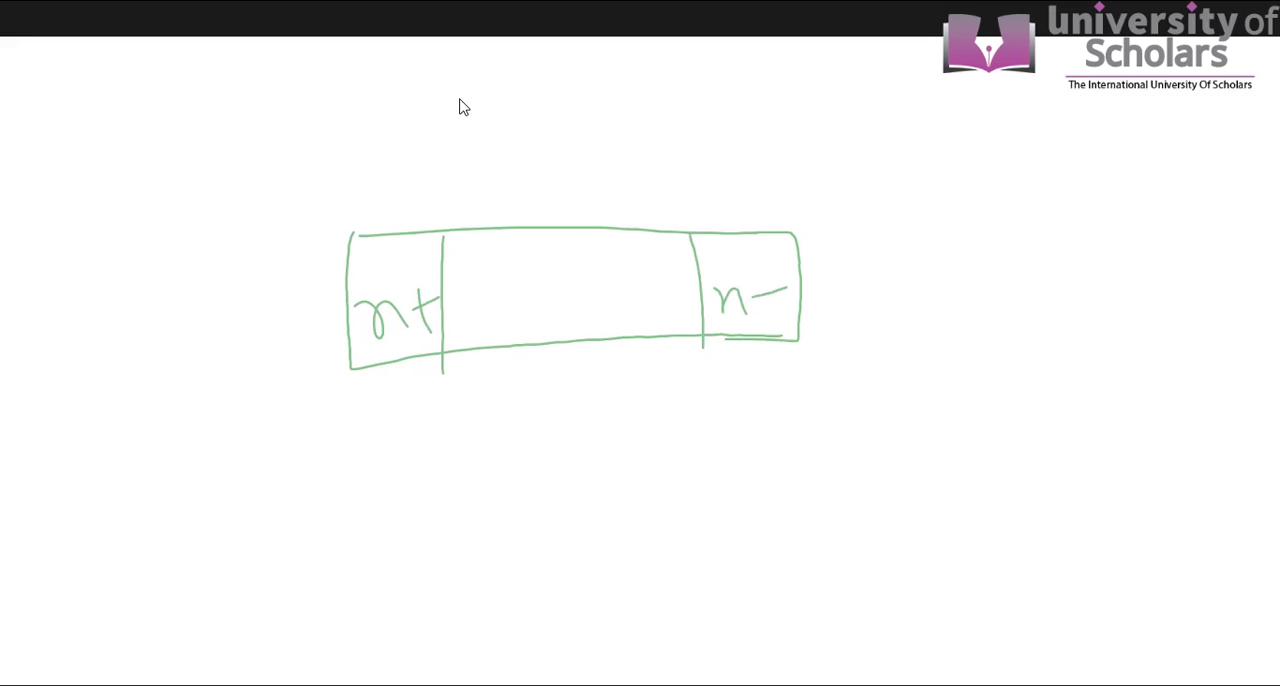 university of
Scholars
The International University Of Scholars
n+ n-